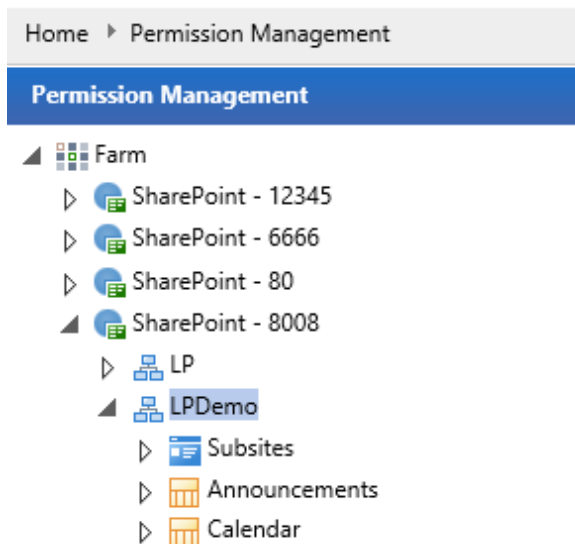 Home Permission Management
Permission Management
Farm
SharePoint - 12345
SharePoint - 6666
SharePoint - 80
SharePoint - 8008
LP
LPDemo
Subsites
Announcements
Calendar